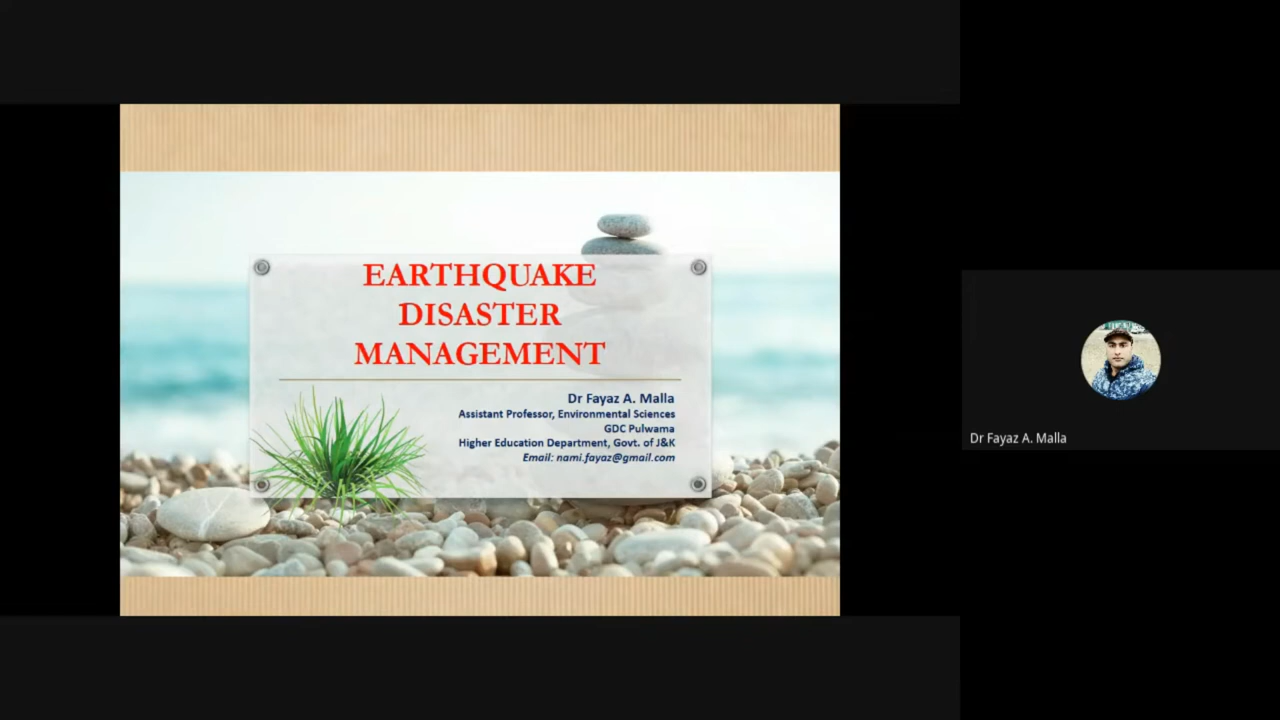 EARTHQUAKE
DISASTER
MANAGEMENT
Dr Fayaz A. Malla
Assistant Professor, Environmental Sciences
GDC Pulwama
Higher Education Department, Govt. of J&K
Email: nami.fayaz@gmail.com
Dr Fayaz A. Malla